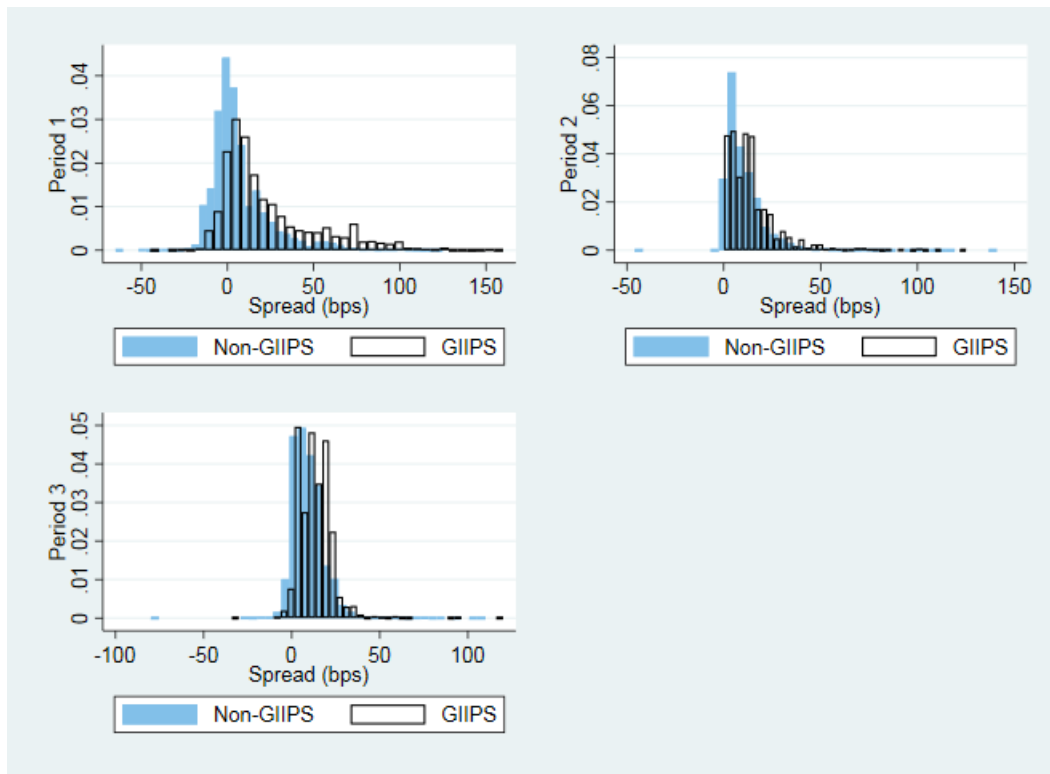 Period 1
0 .01 .02 .03 .04
-50 0 50 100 150
Spread (bps)
Non-GIIPS GIIPS
Period 2
0 .02 .04 .06 .08
-50 0 50 100 150
Spread (bps)
Non-GIIPS GIIPS
Period 3
0 .01 .02 .03 .04 .05
-100 -50 0 50 100
Spread (bps)
Non-GIIPS GIIPS